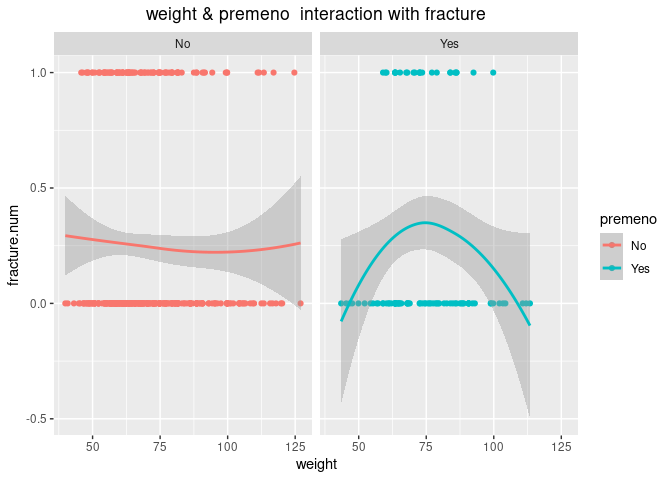 weight & premeno  interaction with fracture
No
Yes
1.0
0.5
0.0
-0.5
fracture.num
50
75
100
125
50
75
100
125
weight
premeno
No
Yes